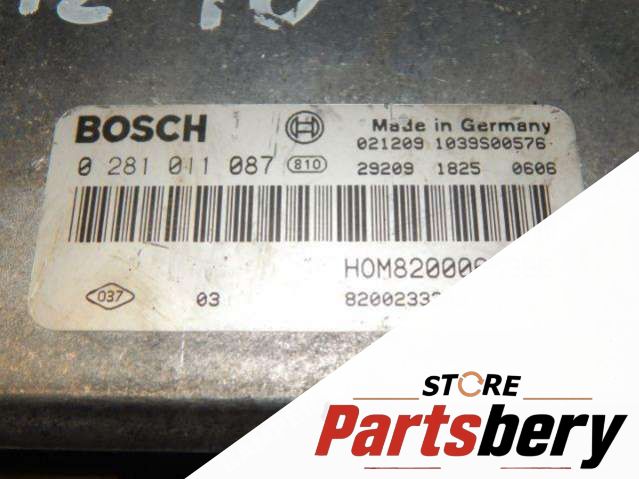 BOSCH
Made in Germany
021209 1039S00576
0 281 011 087 810
29209 1825 0606
037
03
STORE
Partsbery